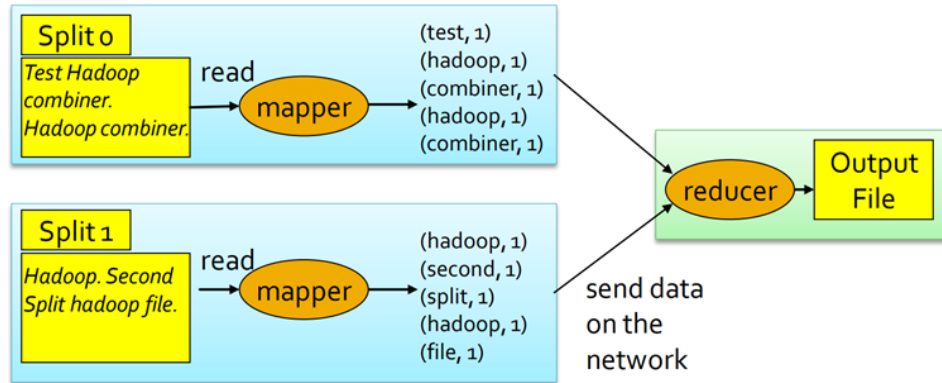 Split 0
Test Hadoop
combiner.
Hadoop combiner.
read
mapper
(test, 1)
(hadoop, 1)
(combiner, 1)
(hadoop, 1)
(combiner, 1)
Split 1
Hadoop. Second
Split hadoop file.
read
mapper
(hadoop, 1)
(second, 1)
(split, 1)
(hadoop, 1)
(file, 1)
send data
on the
network
reducer
Output
File